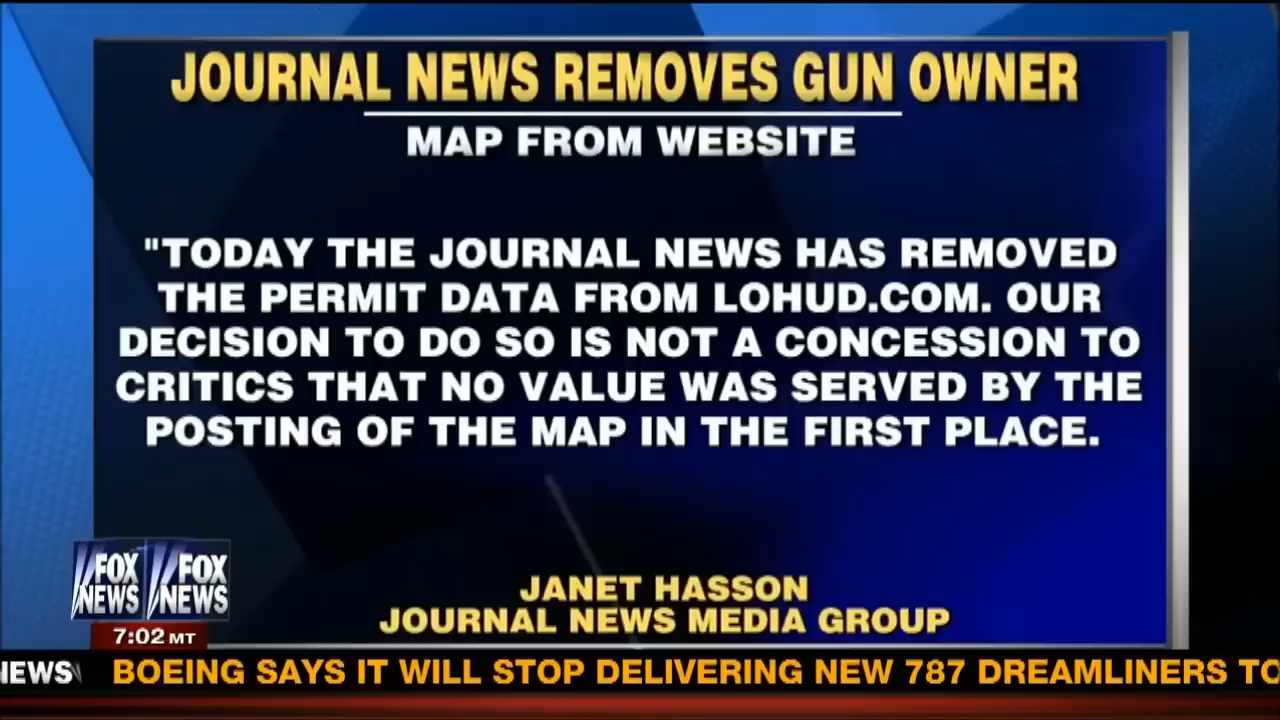 JOURNAL NEWS REMOVES GUN OWNER
MAP FROM WEBSITE
"TODAY THE JOURNAL NEWS HAS REMOVED
THE PERMIT DATA FROM LOHUD.COM. OUR
DECISION TO DO SO IS NOT A CONCESSION TO
CRITICS THAT NO VALUE WAS SERVED BY THE
POSTING OF THE MAP IN THE FIRST PLACE.
JANET HASSON
JOURNAL NEWS MEDIA GROUP
FOX NEWS
FOX NEWS
7:02 MT
NEWS
BOEING SAYS IT WILL STOP DELIVERING NEW 787 DREAMLINERS TO